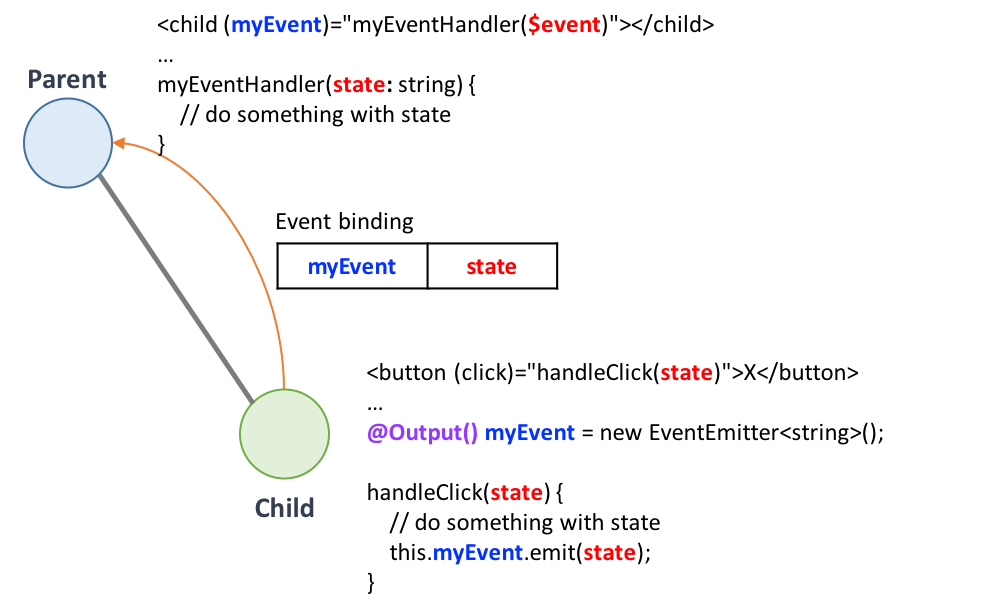 <child (myEvent)="myEventHandler($event)"></child>
...
Parent
myEventHandler(state: string) {
// do something with state
}
Event binding
myEvent state
<button (click)="handleClick(state)">X</button>
...
@Output() myEvent = new EventEmitter<string>();
handleClick(state) {
Child
// do something with state
this.myEvent.emit(state);
}